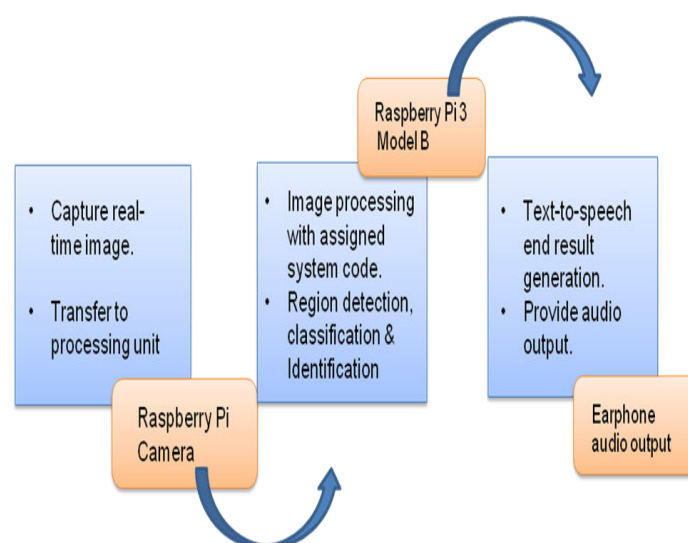 • Capture real-
time image.
• Transfer to
processing unit
Raspberry Pi
Camera
• Image processing
with assigned
system code.
• Region detection,
classification &
Identification
Raspberry Pi 3
Model B
• Text-to-speech
end result
generation.
• Provide audio
output.
Earphone
audio output